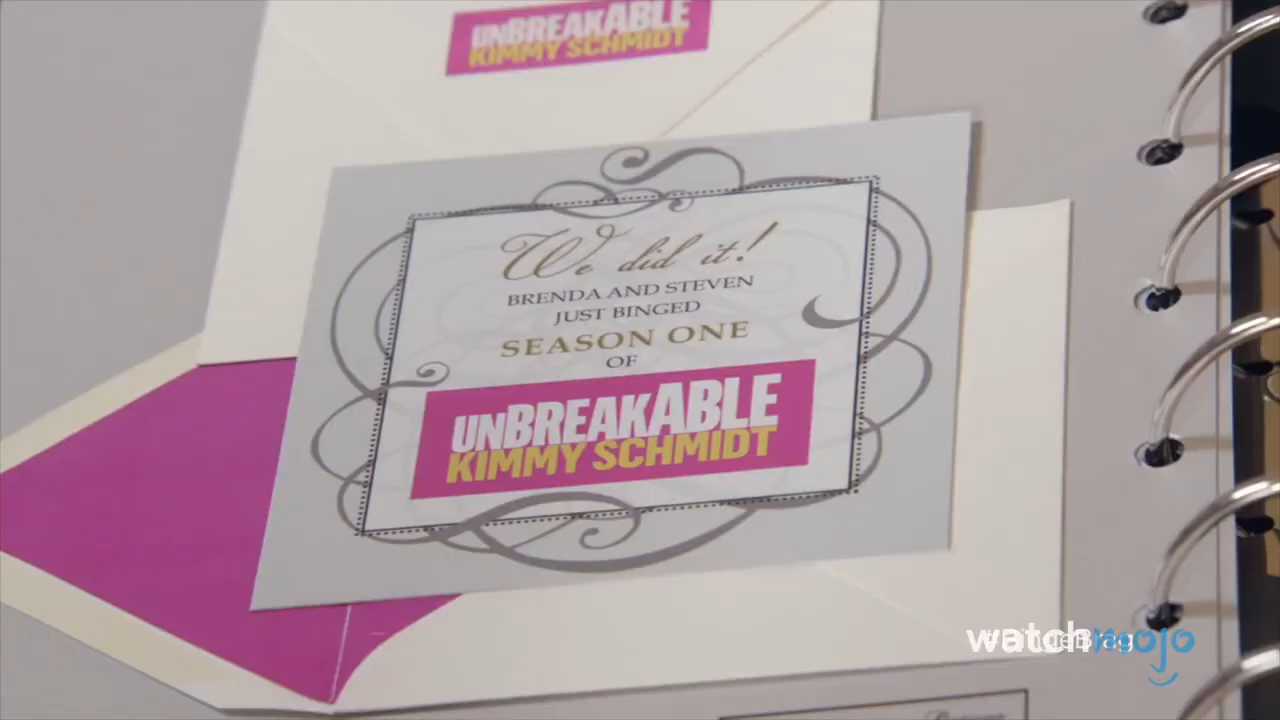 UNBREAKABLE
KIMMY SCHMIDT
We did it!
BRENDA AND STEVEN
JUST BINGED
SEASON ONE
OF
UNBREAKABLE
KIMMY SCHMIDT
watchmojo